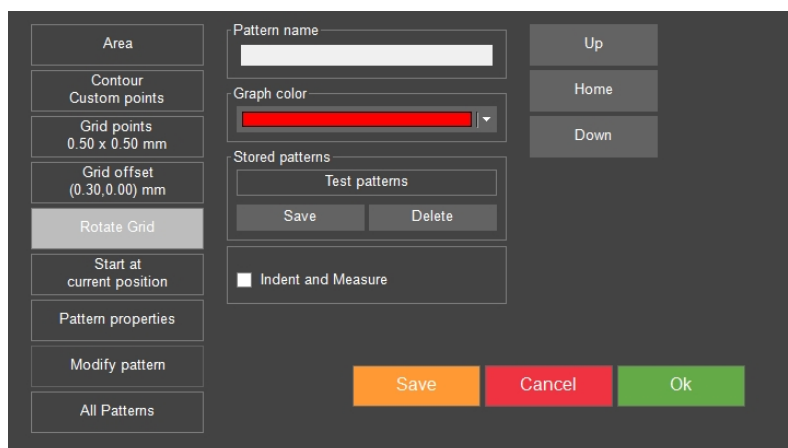 Area
Contour
Custom points
Grid points
0.50 x 0.50 mm
Grid offset
(0.30,0.00) mm
Rotate Grid
Start at
current position
Pattern properties
Modify pattern
All Patterns
Pattern name
Graph color
Stored patterns
Test patterns
Save
Delete
Indent and Measure
Up
Home
Down
Save
Cancel
Ok